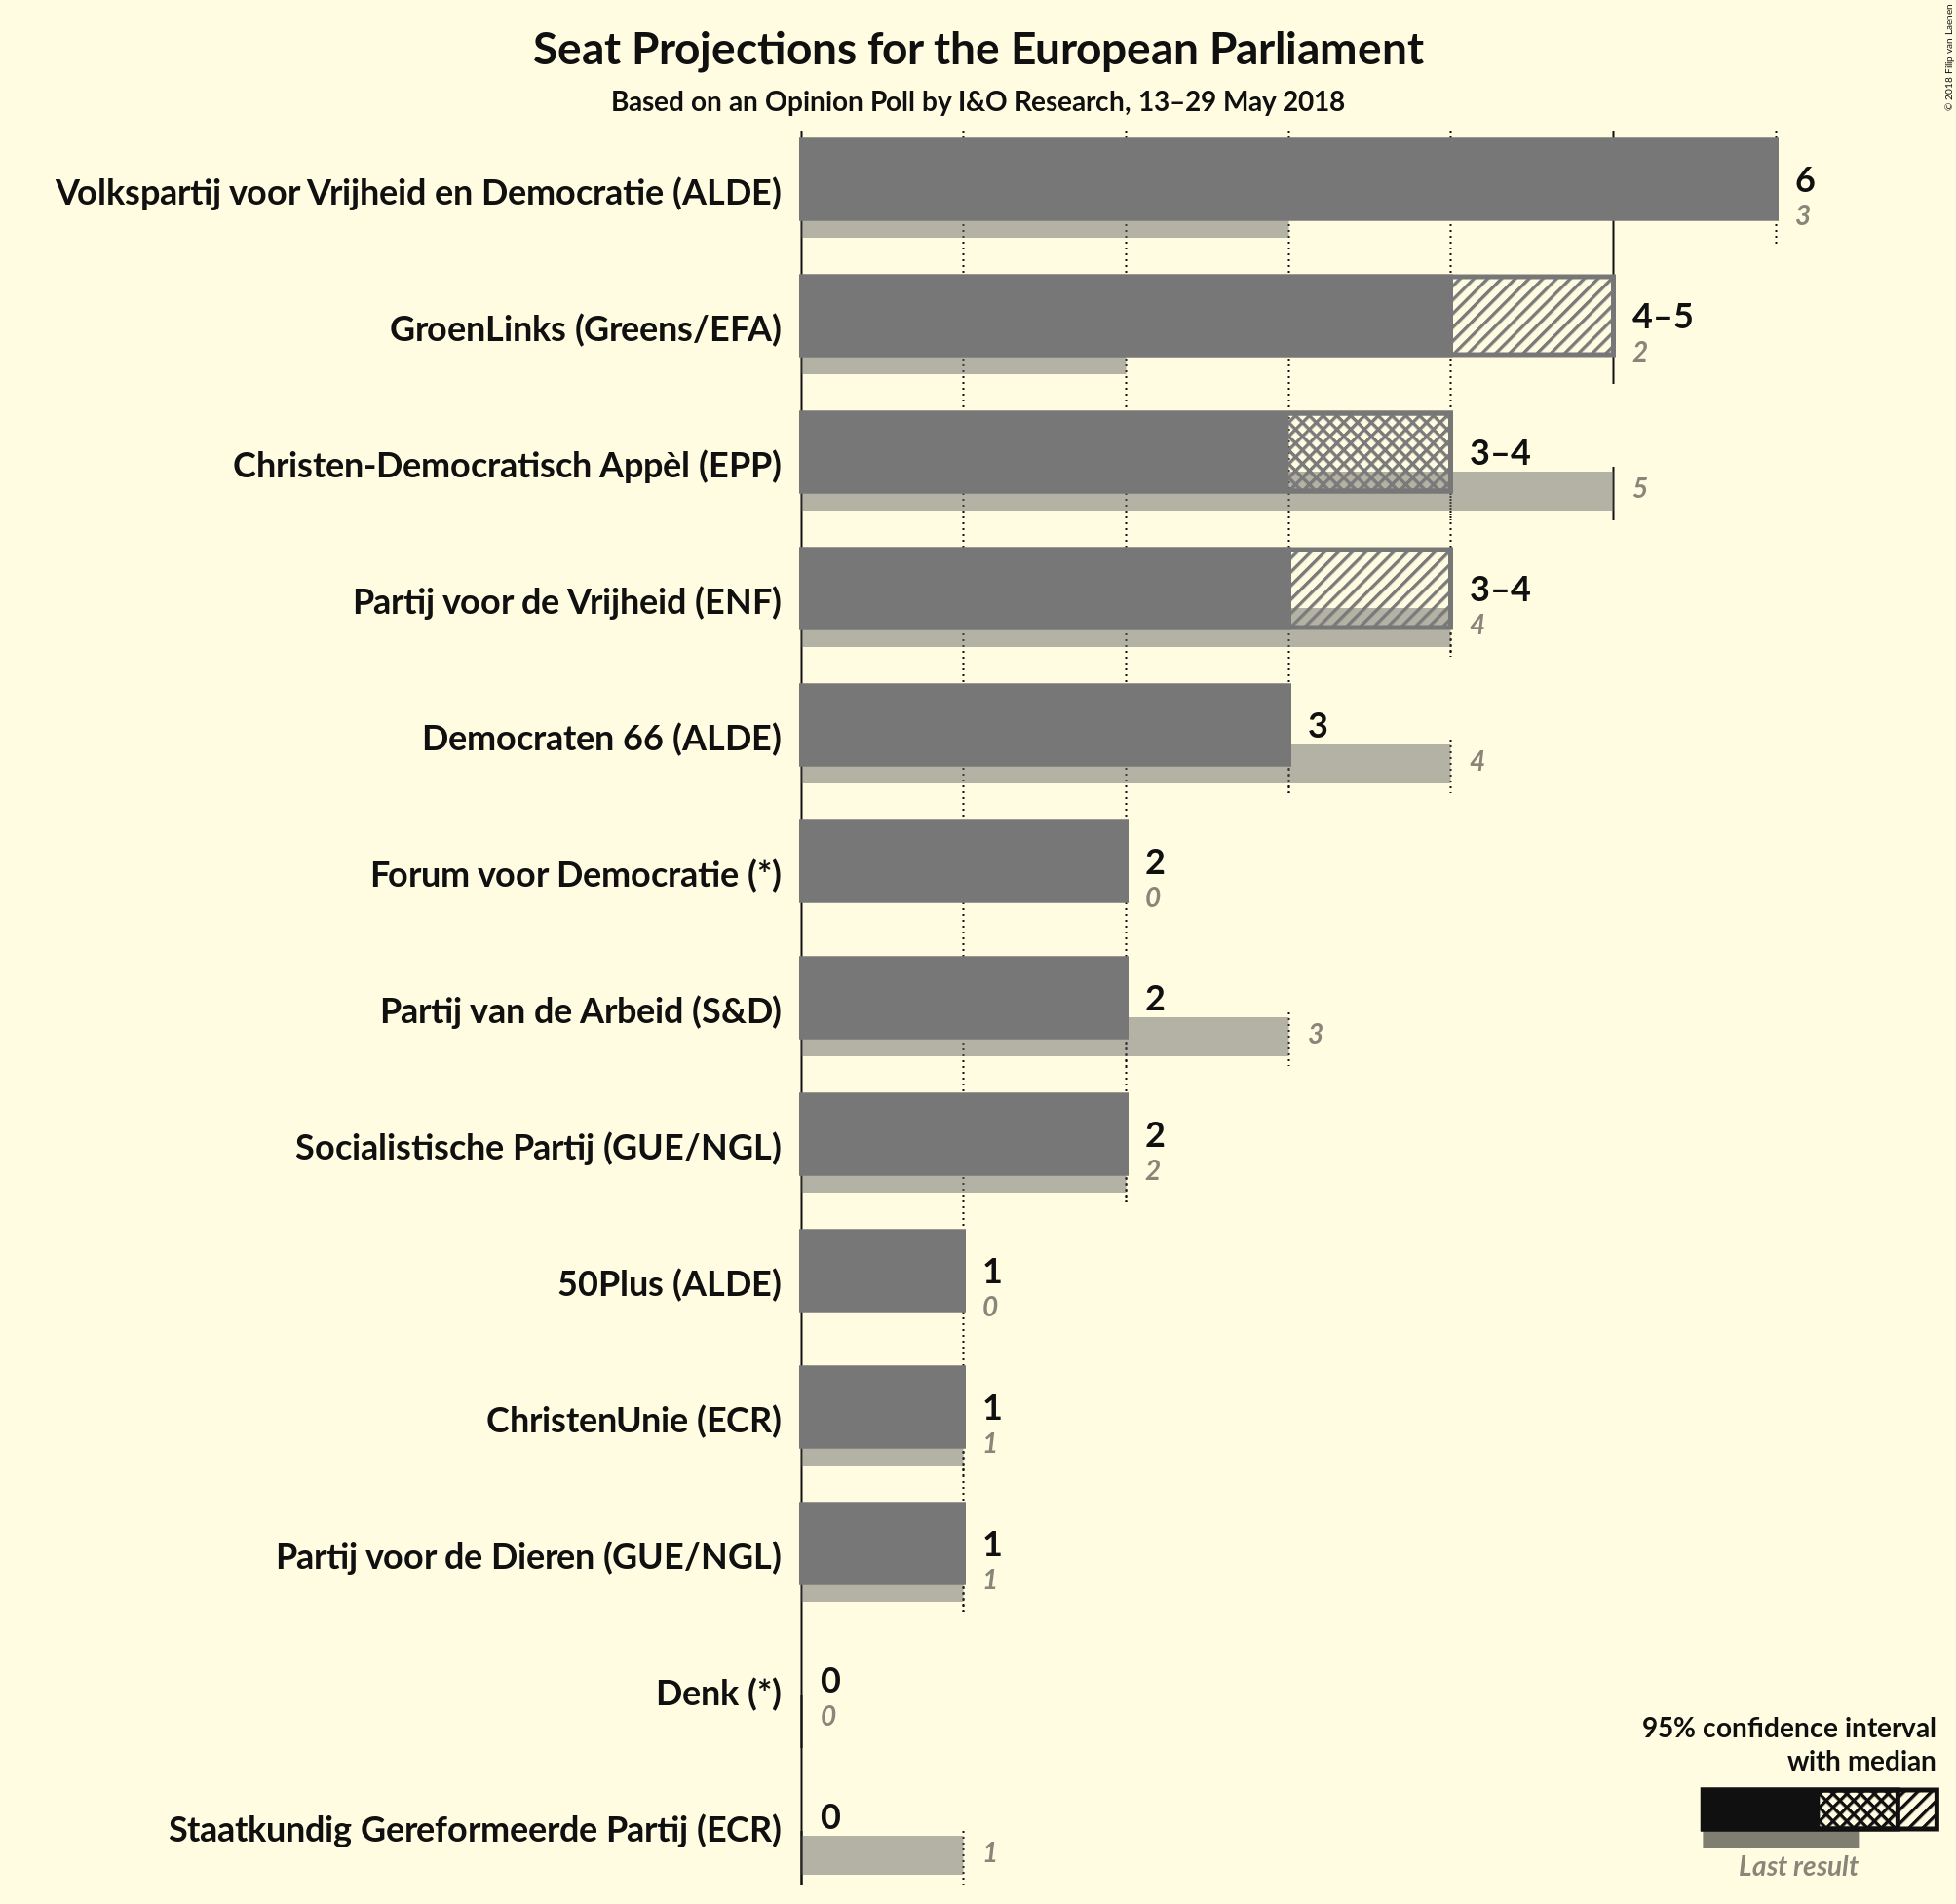 Seat Projections for the European Parliament
Based on an Opinion Poll by I&O Research, 13–29 May 2018
© 2018 Filip van Laenen
Volkspartij voor Vrijheid en Democratie (ALDE)
6
3
GroenLinks (Greens/EFA)
4–5
2
Christen-Democratisch Appèl (EPP)
3–4
5
Partij voor de Vrijheid (ENF)
3–4
4
Democraten 66 (ALDE)
3
4
Forum voor Democratie (*)
2
0
Partij van de Arbeid (S&D)
2
3
Socialistische Partij (GUE/NGL)
2
2
50Plus (ALDE)
1
0
ChristenUnie (ECR)
1
1
Partij voor de Dieren (GUE/NGL)
1
1
Denk (*)
0
0
Staatkundig Gereformeerde Partij (ECR)
0
1
95% confidence interval
with median
Last result